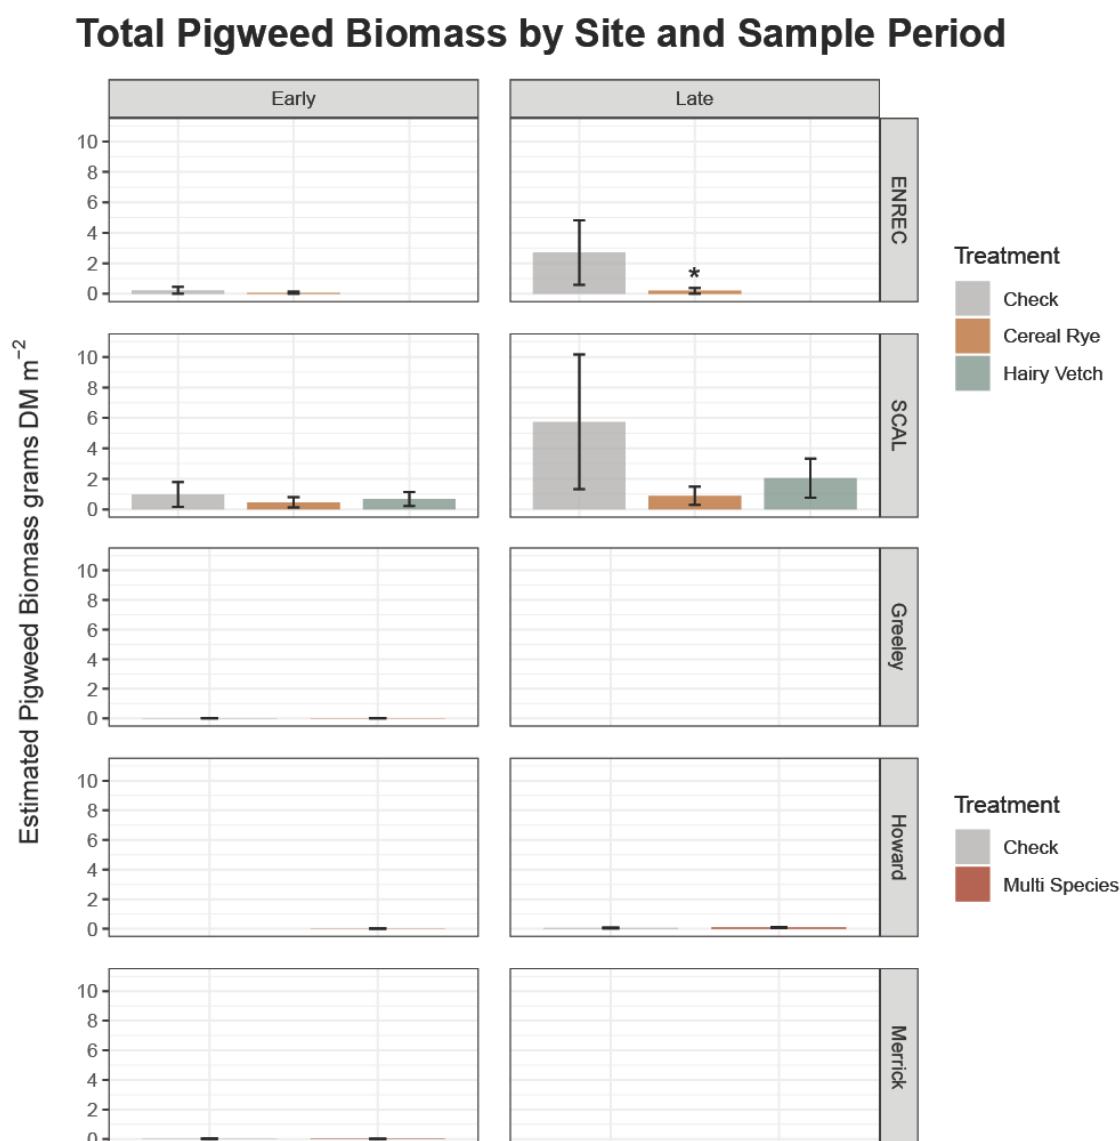 Total Pigweed Biomass by Site and Sample Period
Early
Late
10
8
6
4
2
0
*
ENREC
10
8
6
4
2
0
SCAL
10
8
6
4
2
0
Greeley
10
8
6
4
2
0
Howard
10
8
6
4
2
0
Merrick
Estimated Pigweed Biomass grams DM m⁻²
Treatment
Check
Cereal Rye
Hairy Vetch
Treatment
Check
Multi Species